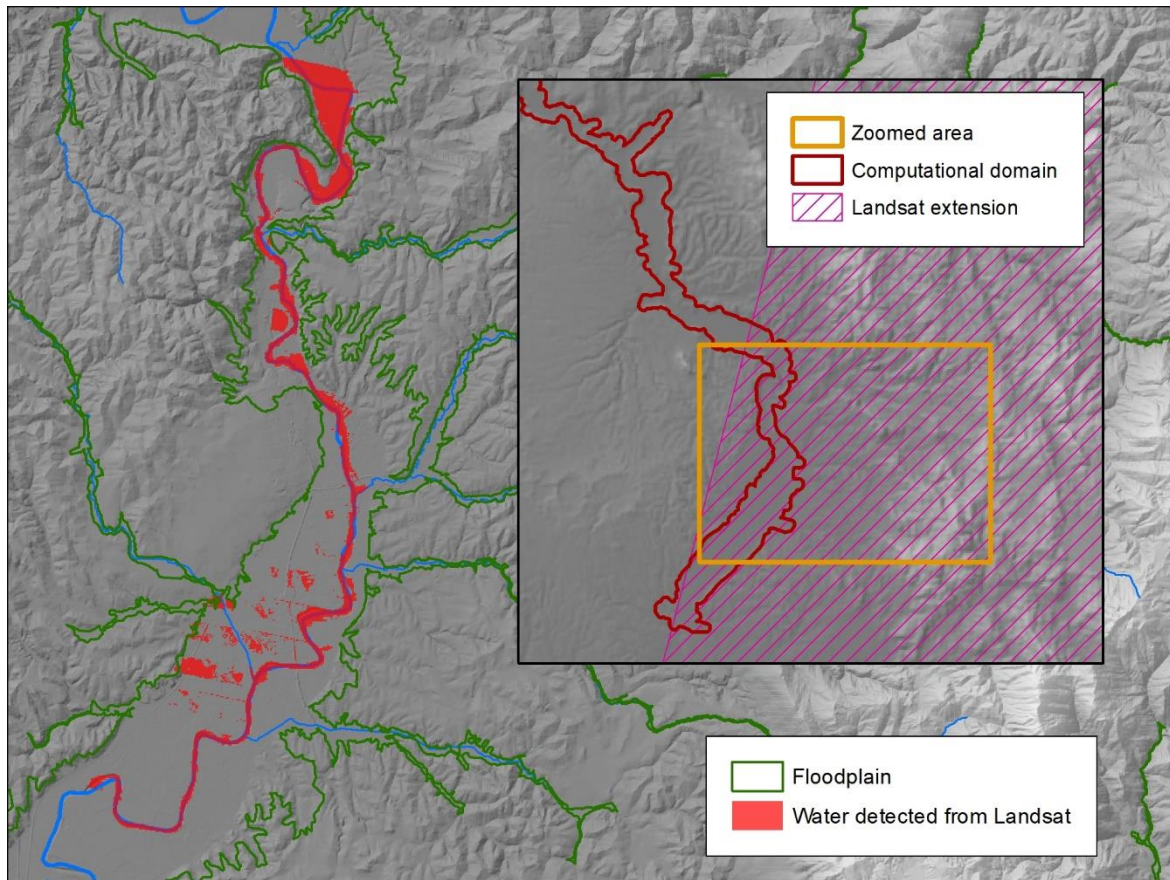 Zoomed area
Computational domain
Landsat extension
Floodplain
Water detected from Landsat